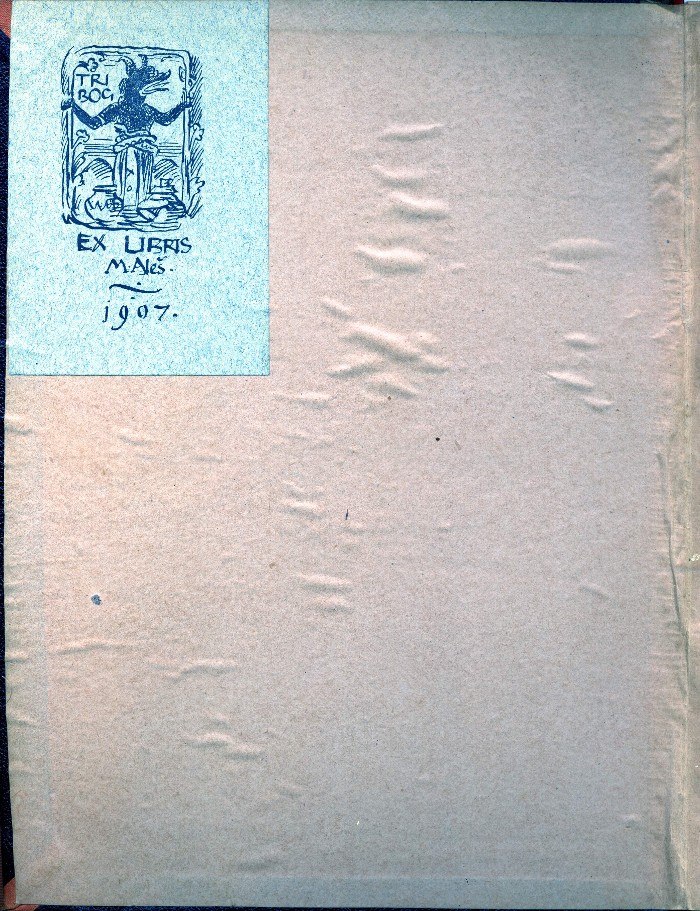 TRI
BOG
EX LIBRIS
M. Aleš.
1907.